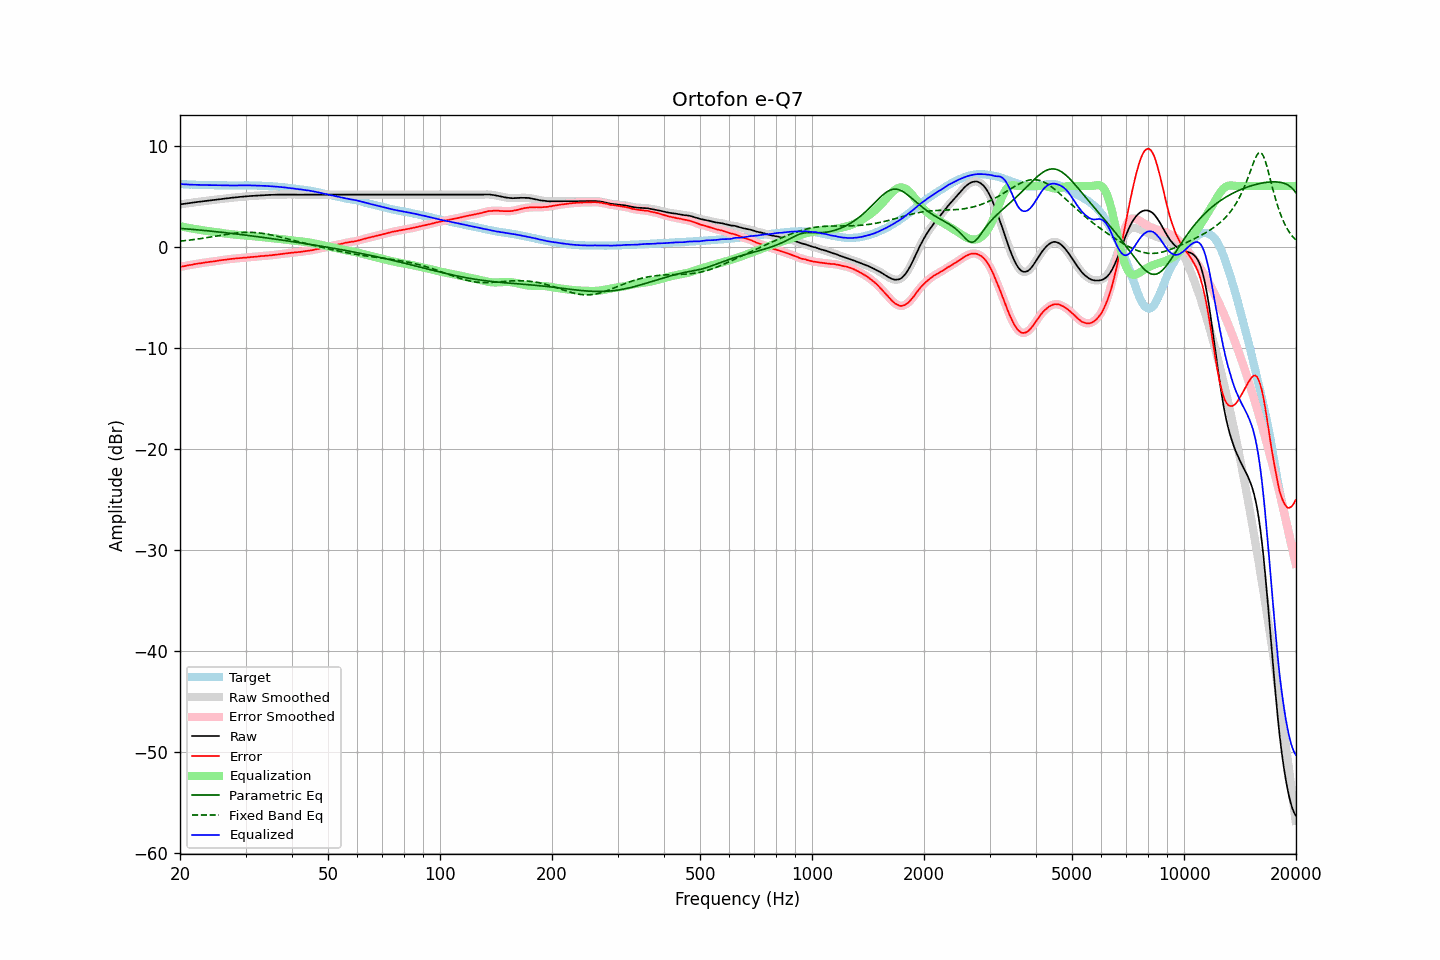 Ortofon e-Q7
Amplitude (dBr)
10
0
−10
−20
−30
−40
−50
−60
Target
Raw Smoothed
Error Smoothed
Raw
Error
Equalization
Parametric Eq
Fixed Band Eq
Equalized
20 50 100 200 500 1000 2000 5000 10000 20000
Frequency (Hz)